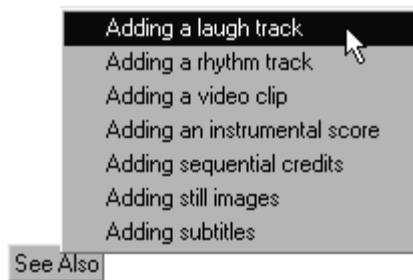 Adding a laugh track
Adding a rhythm track
Adding a video clip
Adding an instrumental score
Adding sequential credits
Adding still images
Adding subtitles
See Also